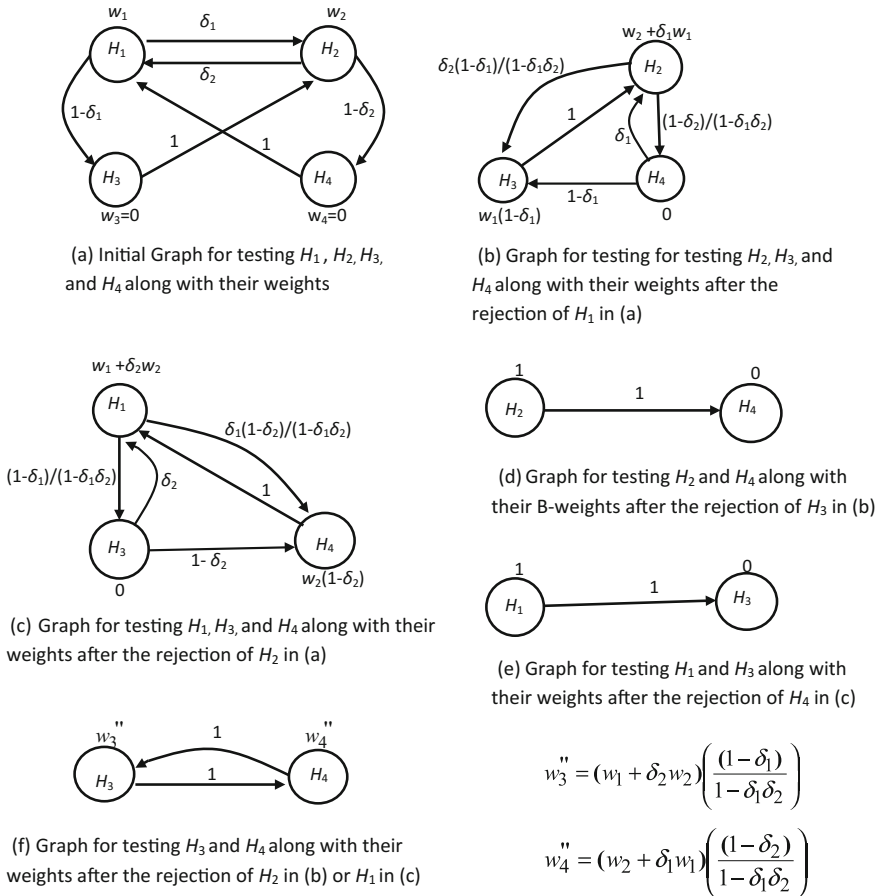 w₁
w₂
δ₁
H₁
H₂
δ₂
1-δ₁
1-δ₂
1
1
H₃
H₄
w₃=0
w₄=0
(a) Initial Graph for testing H₁ , H₂, H₃,
and H₄ along with their weights
w₂ +δ₁w₁
δ₂(1-δ₁)/(1-δ₁δ₂)
H₂
1
(1-δ₂)/(1-δ₁δ₂)
δ₁
H₃
H₄
1-δ₁
w₁(1-δ₁)
0
(b) Graph for testing for testing H₂, H₃, and
H₄ along with their weights after the
rejection of H₁ in (a)
w₁ +δ₂w₂
H₁
δ₁(1-δ₂)/(1-δ₁δ₂)
(1-δ₁)/(1-δ₁δ₂)
δ₂
1
H₃
H₄
1- δ₂
0
w₂(1-δ₂)
(c) Graph for testing H₁, H₃, and H₄ along with their
weights after the rejection of H₂ in (a)
1
0
1
H₂
H₄
(d) Graph for testing H₂ and H₄ along with
their B-weights after the rejection of H₃ in (b)
1
0
1
H₁
H₃
(e) Graph for testing H₁ and H₃ along with
their weights after the rejection of H₄ in (c)
w₃''
1
w₄''
H₃
1
H₄
(f) Graph for testing H₃ and H₄ along with their
weights after the rejection of H₂ in (b) or H₁ in (c)
w₃'' = (w₁ + δ₂w₂)((1−δ₁)/(1−δ₁δ₂))
w₄'' = (w₂ + δ₁w₁)((1−δ₂)/(1−δ₁δ₂))